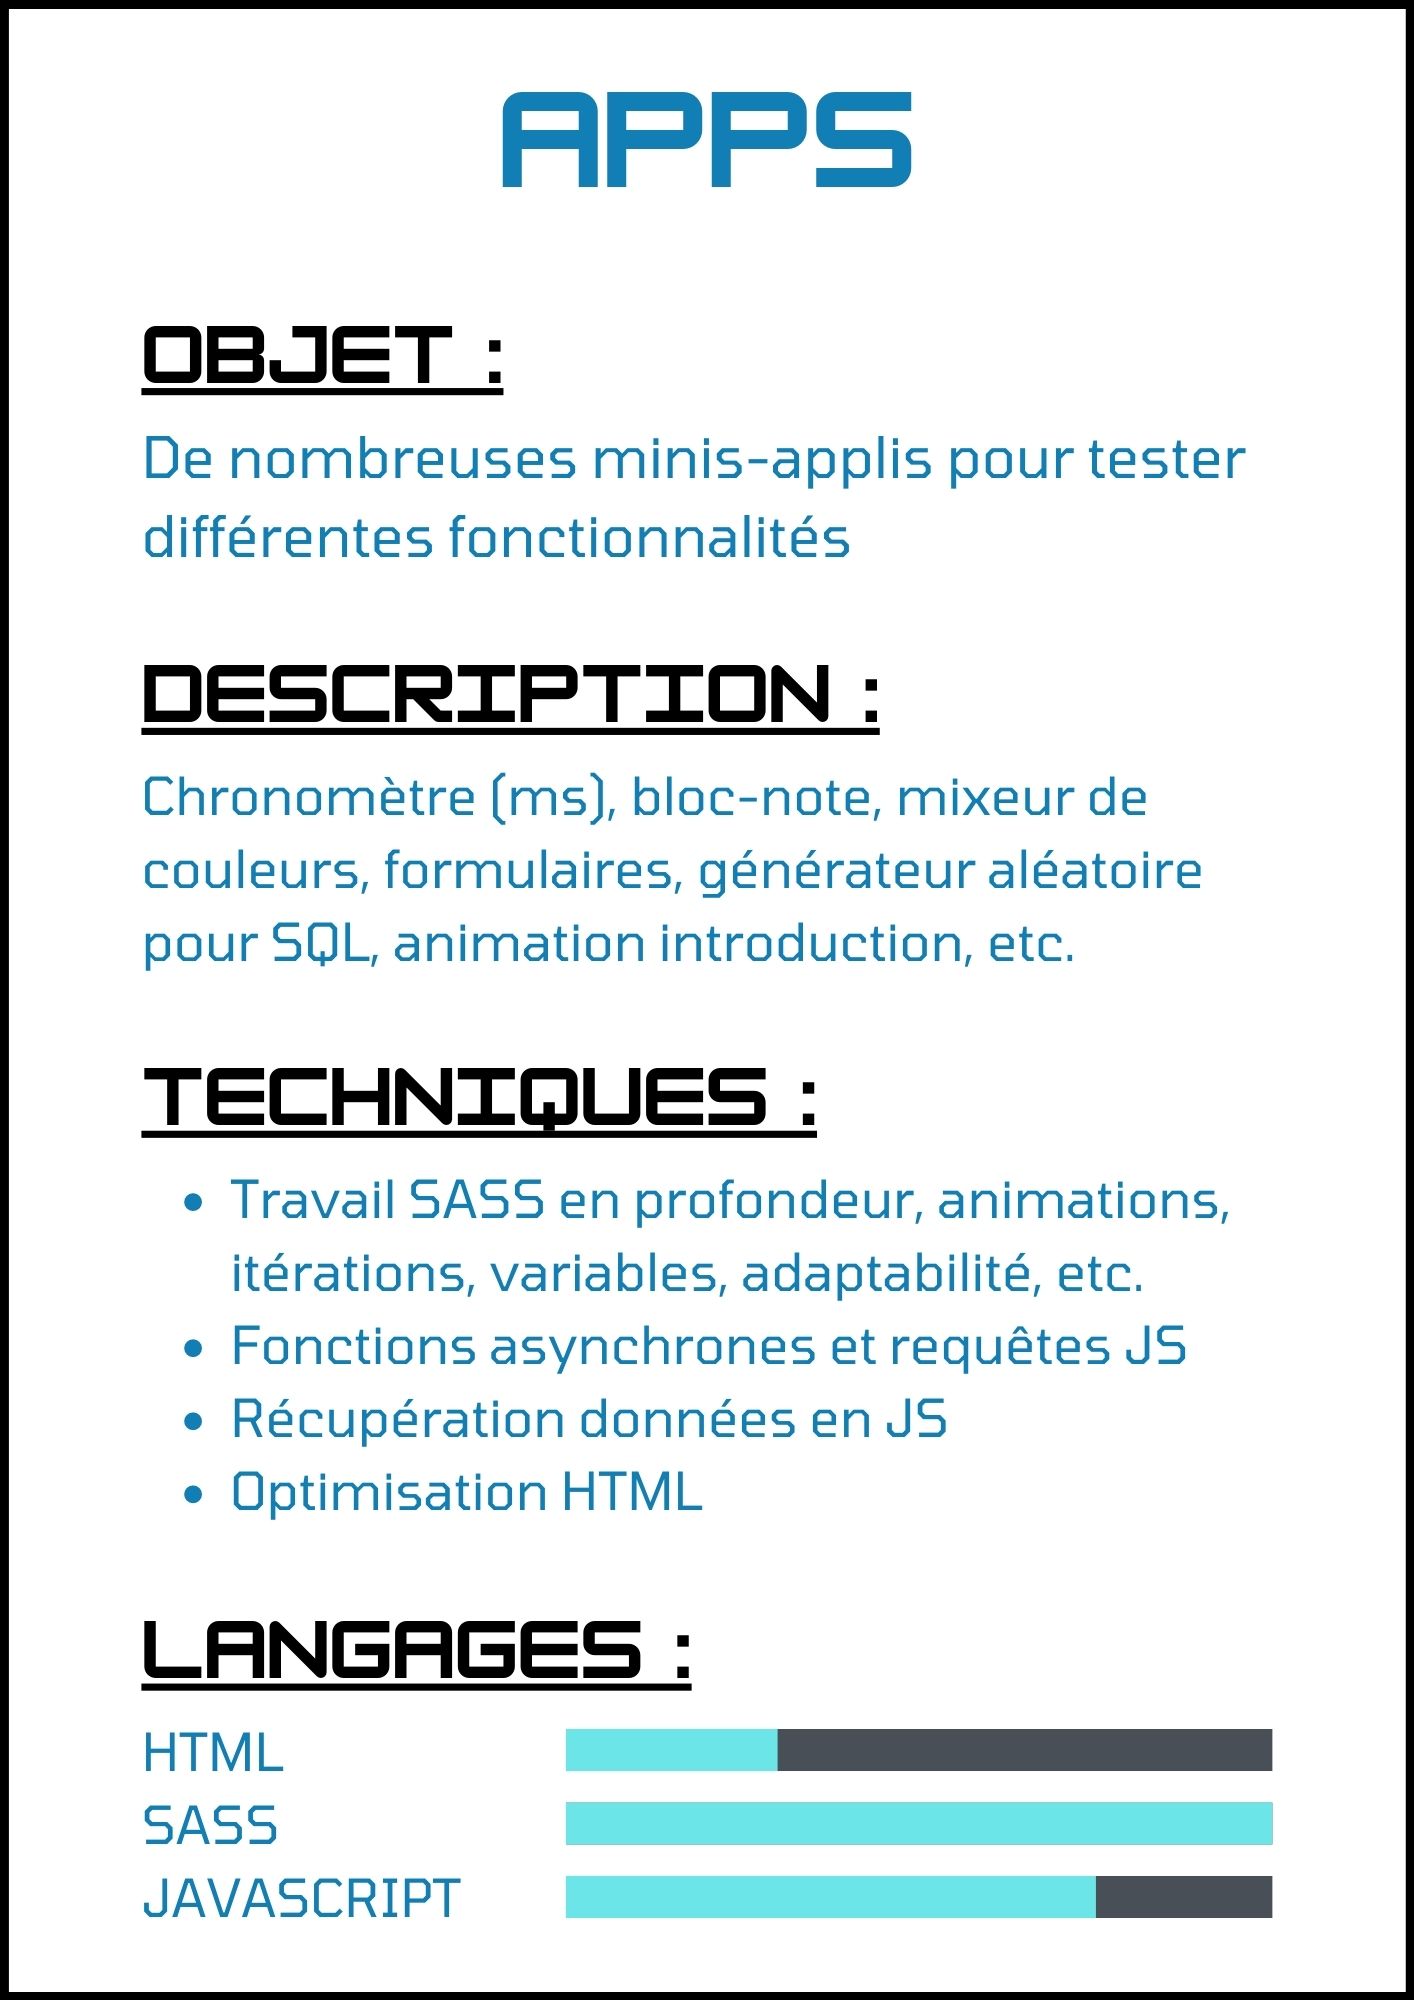 APPS
OBJET :
De nombreuses minis-applis pour tester
différentes fonctionnalités
DESCRIPTION :
Chronomètre (ms), bloc-note, mixeur de
couleurs, formulaires, générateur aléatoire
pour SQL, animation introduction, etc.
TECHNIQUES :
• Travail SASS en profondeur, animations,
itérations, variables, adaptabilité, etc.
• Fonctions asynchrones et requêtes JS
• Récupération données en JS
• Optimisation HTML
LANGAGES :
HTML
SASS
JAVASCRIPT